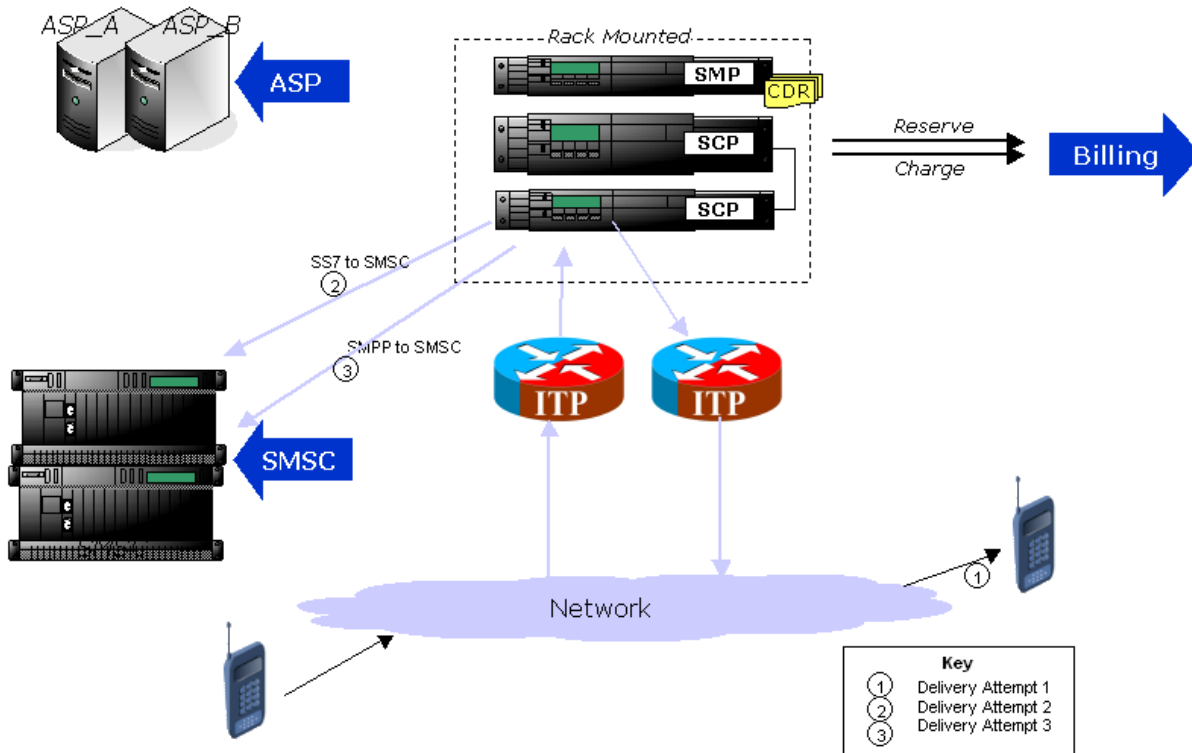 ASP_A
ASP_B
ASP
Rack Mounted
SMP
CDR
SCP
SCP
Reserve
Charge
Billing
SS7 to SMSC
2
SMPP to SMSC
3
ITP
ITP
SMSC
Network
1
Key
1 Delivery Attempt 1
2 Delivery Attempt 2
3 Delivery Attempt 3